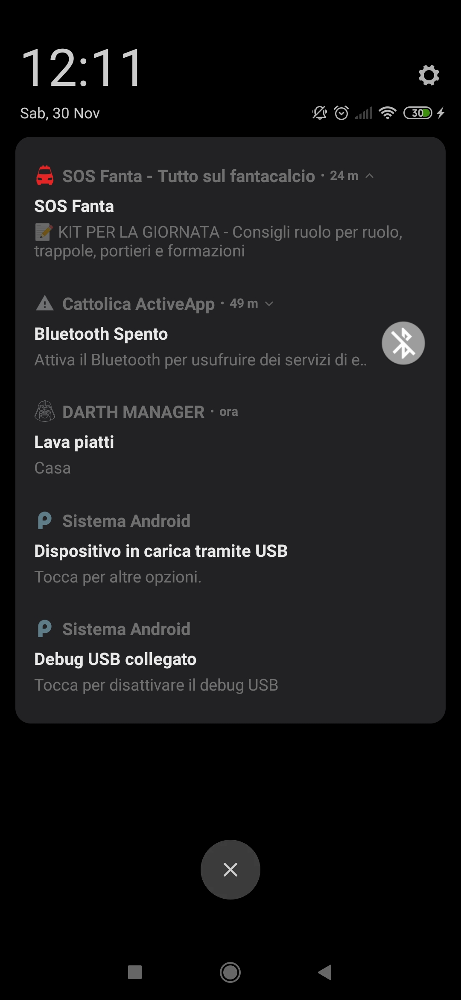 12:11
Sab, 30 Nov
30
SOS Fanta - Tutto sul fantacalcio • 24 m
SOS Fanta
📝 KIT PER LA GIORNATA - Consigli ruolo per ruolo,
trappole, portieri e formazioni
Cattolica ActiveApp • 49 m
Bluetooth Spento
Attiva il Bluetooth per usufruire dei servizi di e..
DARTH MANAGER • ora
Lava piatti
Casa
Sistema Android
Dispositivo in carica tramite USB
Tocca per altre opzioni.
Sistema Android
Debug USB collegato
Tocca per disattivare il debug USB